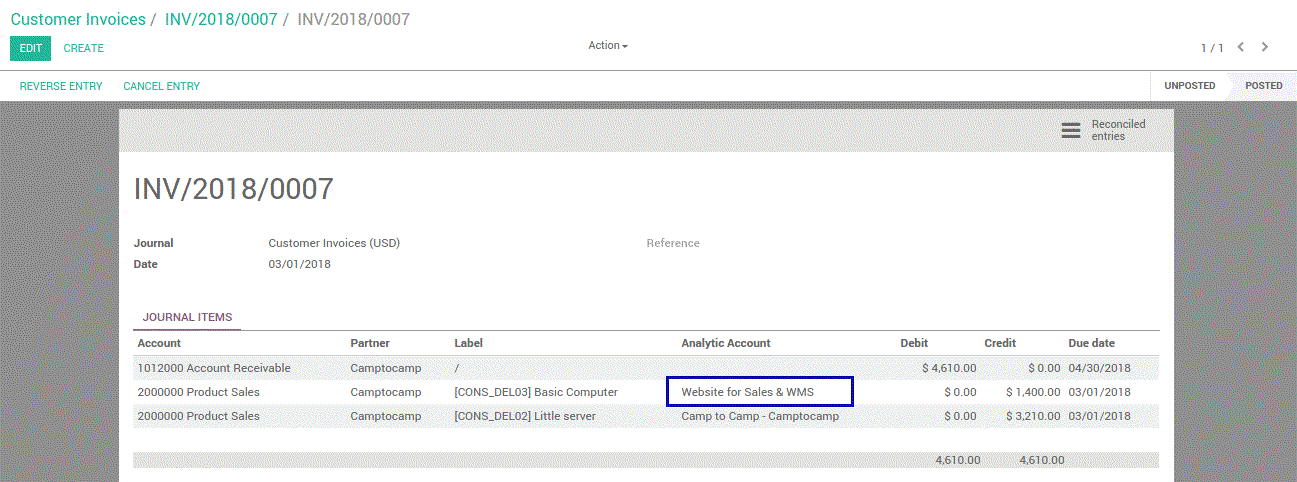 Customer Invoices / INV/2018/0007 / INV/2018/0007
EDIT CREATE Action 1 / 1
REVERSE ENTRY CANCEL ENTRY UNPOSTED POSTED
Reconciled
entries
INV/2018/0007
Journal Customer Invoices (USD) Reference
Date 03/01/2018
JOURNAL ITEMS
Account Partner Label Analytic Account Debit Credit Due date
1012000 Account Receivable Camptocamp / $ 4,610.00 $ 0.00 04/30/2018
2000000 Product Sales Camptocamp [CONS_DEL03] Basic Computer Website for Sales & WMS $ 0.00 $ 1,400.00 03/01/2018
2000000 Product Sales Camptocamp [CONS_DEL02] Little server Camp to Camp - Camptocamp $ 0.00 $ 3,210.00 03/01/2018
4,610.00 4,610.00